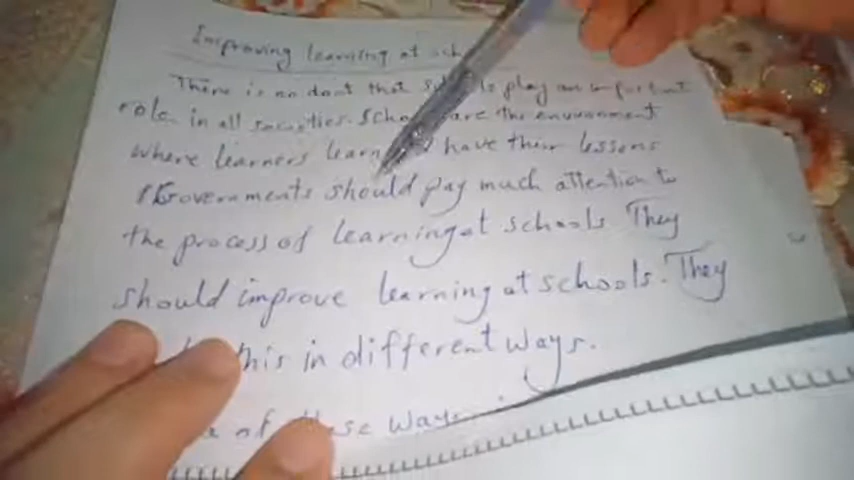 Improving learning at sch
There is no dout that s ls play an important
role in all societies. Scho are the environment
where learners learn have their lessons
Governments should pay much attention to
the process of learning at schools They
should improve learning at schools. They
this in different ways.
of these ways